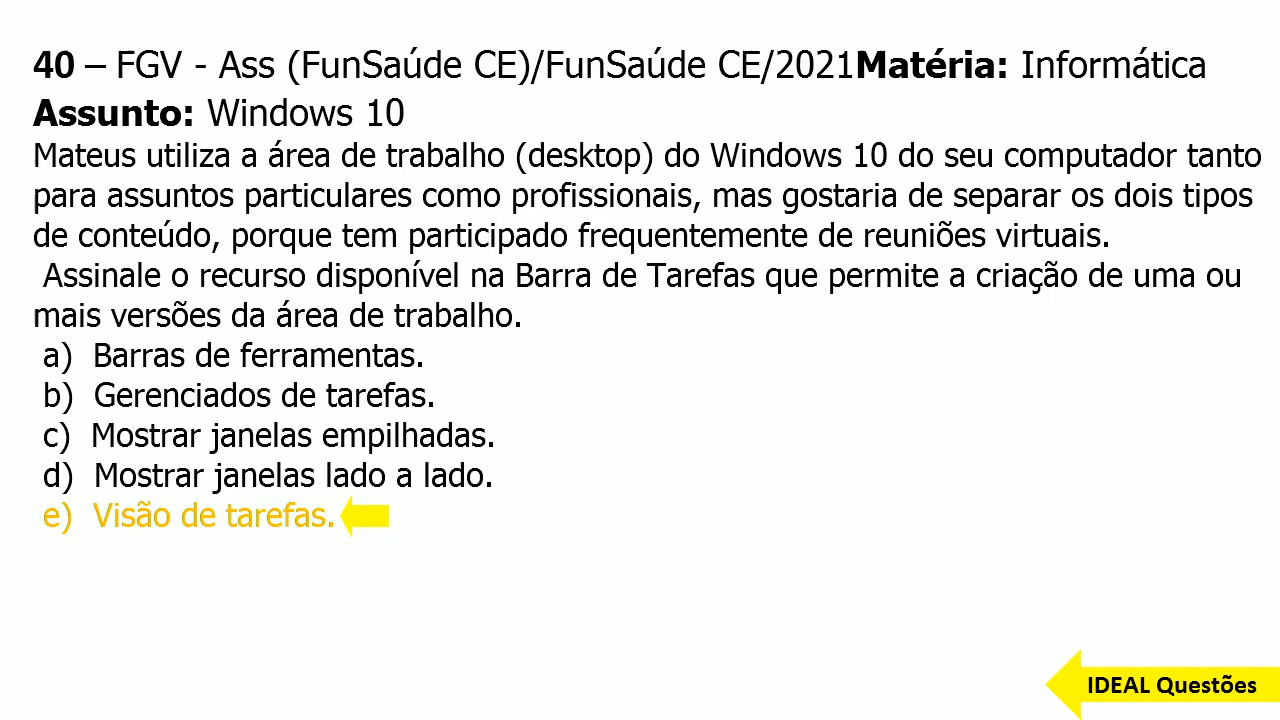 40 – FGV - Ass (FunSaúde CE)/FunSaúde CE/2021Matéria: Informática
Assunto: Windows 10
Mateus utiliza a área de trabalho (desktop) do Windows 10 do seu computador tanto
para assuntos particulares como profissionais, mas gostaria de separar os dois tipos
de conteúdo, porque tem participado frequentemente de reuniões virtuais.
Assinale o recurso disponível na Barra de Tarefas que permite a criação de uma ou
mais versões da área de trabalho.
a) Barras de ferramentas.
b) Gerenciados de tarefas.
c) Mostrar janelas empilhadas.
d) Mostrar janelas lado a lado.
e) Visão de tarefas.
IDEAL Questões